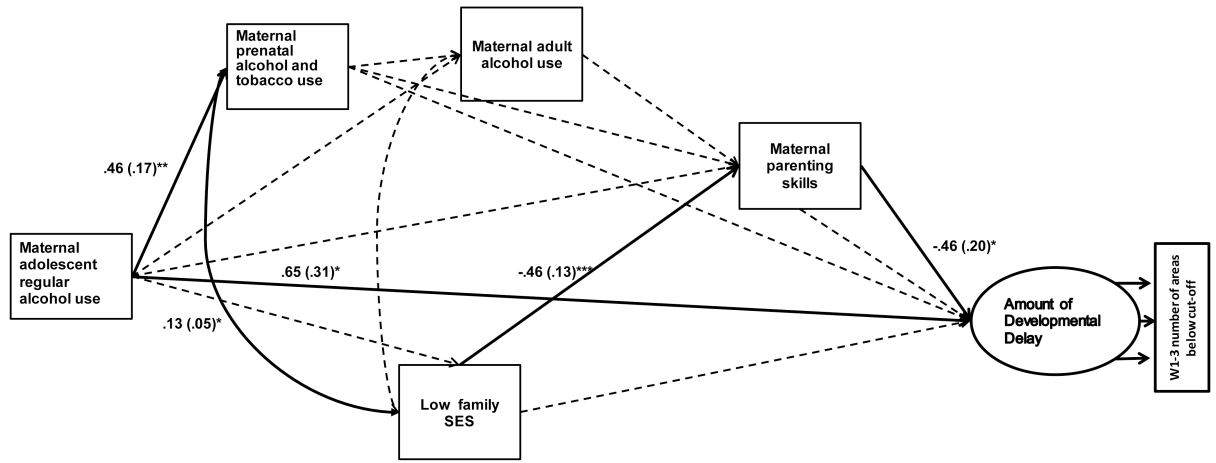 Maternal
prenatal
alcohol and
tobacco use
Maternal adult
alcohol use
Maternal
parenting
skills
.46 (.17)**
Maternal
adolescent
regular
alcohol use
.65 (.31)*
-.46 (.13)***
-.46 (.20)*
.13 (.05)*
Low family
SES
Amount of
Developmental
Delay
W1-3 number of areas
below cut-off